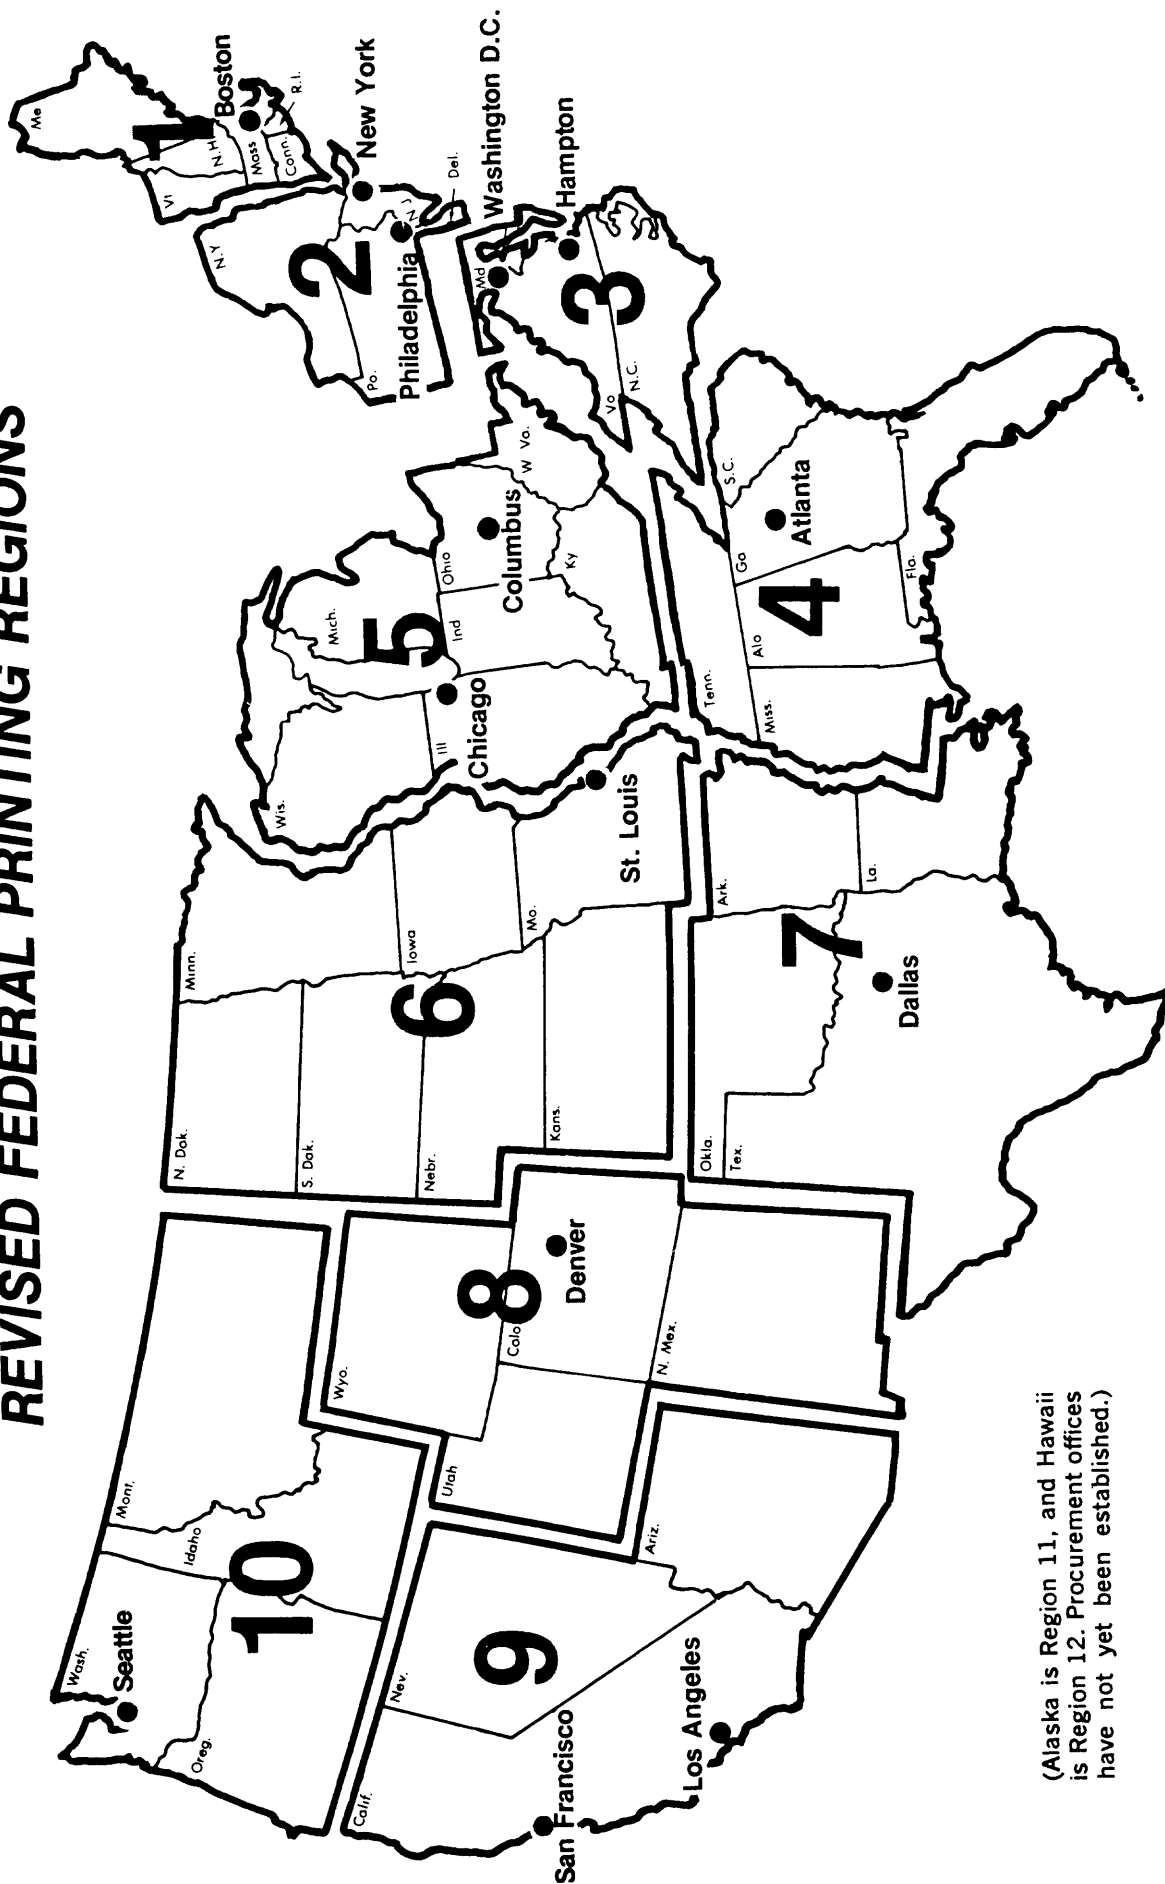 REVISED FEDERAL PRINTING REGIONS
Wash.
Seattle
Oreg.
Mont.
Idaho
10
Calif.
Nev.
9
San Francisco
Los Angeles
Ariz.
Wyo.
Utah
8
Colo
Denver
N. Mex.
N. Dak.
Minn.
S. Dak.
Nebr.
6
Iowa
Kans.
Mo.
St. Louis
Okla.
Tex.
7
Ark.
La.
Dallas
Wis.
Mich.
5
Ill
Chicago
Ind
Ohio
Columbus
W Va.
Ky
Tenn.
Miss.
Alo
Ga
4
S.C.
Atlanta
Fla.
Md
Washington D.C.
Hampton
3
Vo
N.C.
N.Y
2
New York
Po.
Philadelphia
N J
Del.
Me
1
Vt
N.H
Boston
Mass
Conn.
R.I.
(Alaska is Region 11, and Hawaii
is Region 12. Procurement offices
have not yet been established.)